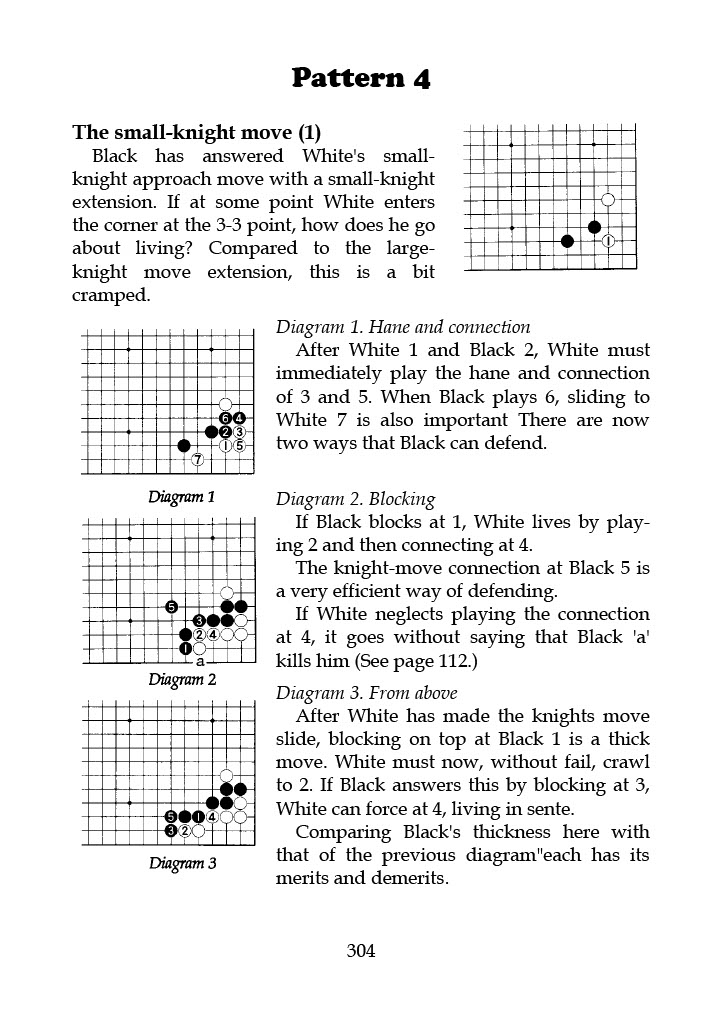 Pattern 4
The small-knight move (1)
Black has answered White's small-
knight approach move with a small-knight
extension. If at some point White enters
the corner at the 3-3 point, how does he go
about living? Compared to the large-
knight move extension, this is a bit
cramped.
1
Diagram 1. Hane and connection
After White 1 and Black 2, White must
immediately play the hane and connection
of 3 and 5. When Black plays 6, sliding to
White 7 is also important There are now
two ways that Black can defend.
6 4
2 3
1 5
7
Diagram 1
Diagram 2. Blocking
If Black blocks at 1, White lives by play-
ing 2 and then connecting at 4.
The knight-move connection at Black 5 is
a very efficient way of defending.
If White neglects playing the connection
at 4, it goes without saying that Black 'a'
kills him (See page 112.)
5
3
2 4
1
a
Diagram 2
Diagram 3. From above
After White has made the knights move
slide, blocking on top at Black 1 is a thick
move. White must now, without fail, crawl
to 2. If Black answers this by blocking at 3,
White can force at 4, living in sente.
Comparing Black's thickness here with
that of the previous diagram"each has its
merits and demerits.
5 1 4
3 2
Diagram 3
304